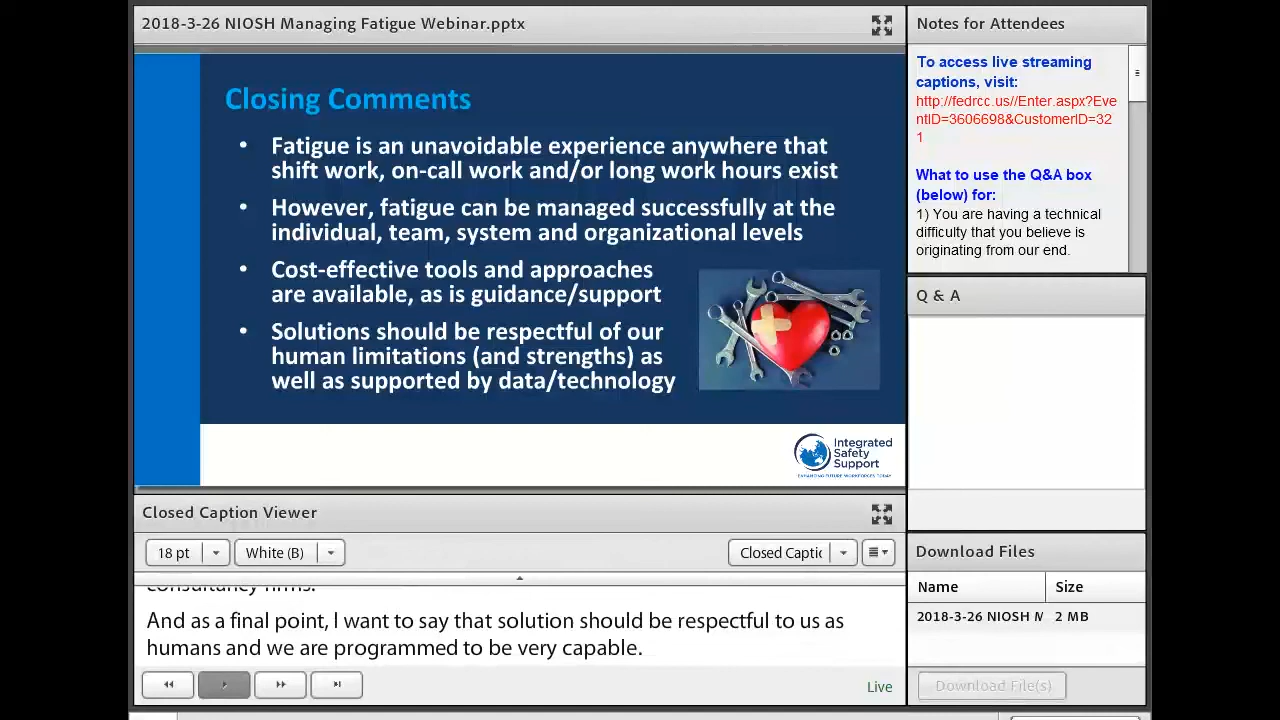 2018-3-26 NIOSH Managing Fatigue Webinar.pptx
Closing Comments
• Fatigue is an unavoidable experience anywhere that
shift work, on-call work and/or long work hours exist
• However, fatigue can be managed successfully at the
individual, team, system and organizational levels
• Cost-effective tools and approaches
are available, as is guidance/support
• Solutions should be respectful of our
human limitations (and strengths) as
well as supported by data/technology
Integrated
Safety
Support
ENHANCING FUTURE WORKFORCES TODAY
Closed Caption Viewer
18 pt
White (B)
Closed Captic
consultancy firms.
And as a final point, I want to say that solution should be respectful to us as
humans and we are programmed to be very capable.
Live
Notes for Attendees
To access live streaming
captions, visit:
http://fedrcc.us//Enter.aspx?Eve
ntID=3606698&CustomerID=32
1
What to use the Q&A box
(below) for:
1) You are having a technical
difficulty that you believe is
originating from our end.
Q & A
Download Files
Name Size
2018-3-26 NIOSH M 2 MB
Download File(s)